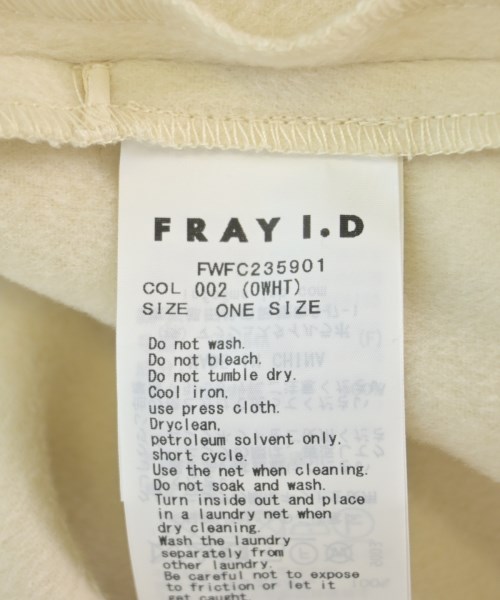 FRAY I.D
FWFC235901
COL 002 (OWHT)
SIZE ONE SIZE
Do not wash.
Do not bleach.
Do not tumble dry.
Cool iron.
use press cloth.
Dryclean.
petroleum solvent only.
short cycle.
Use the net when cleaning.
Do not soak and wash.
Turn inside out and place
in a laundry net when
dry cleaning.
Wash the laundry
separately from
other laundry.
Be careful not to expose
to friction or let it
get caught
CHINA